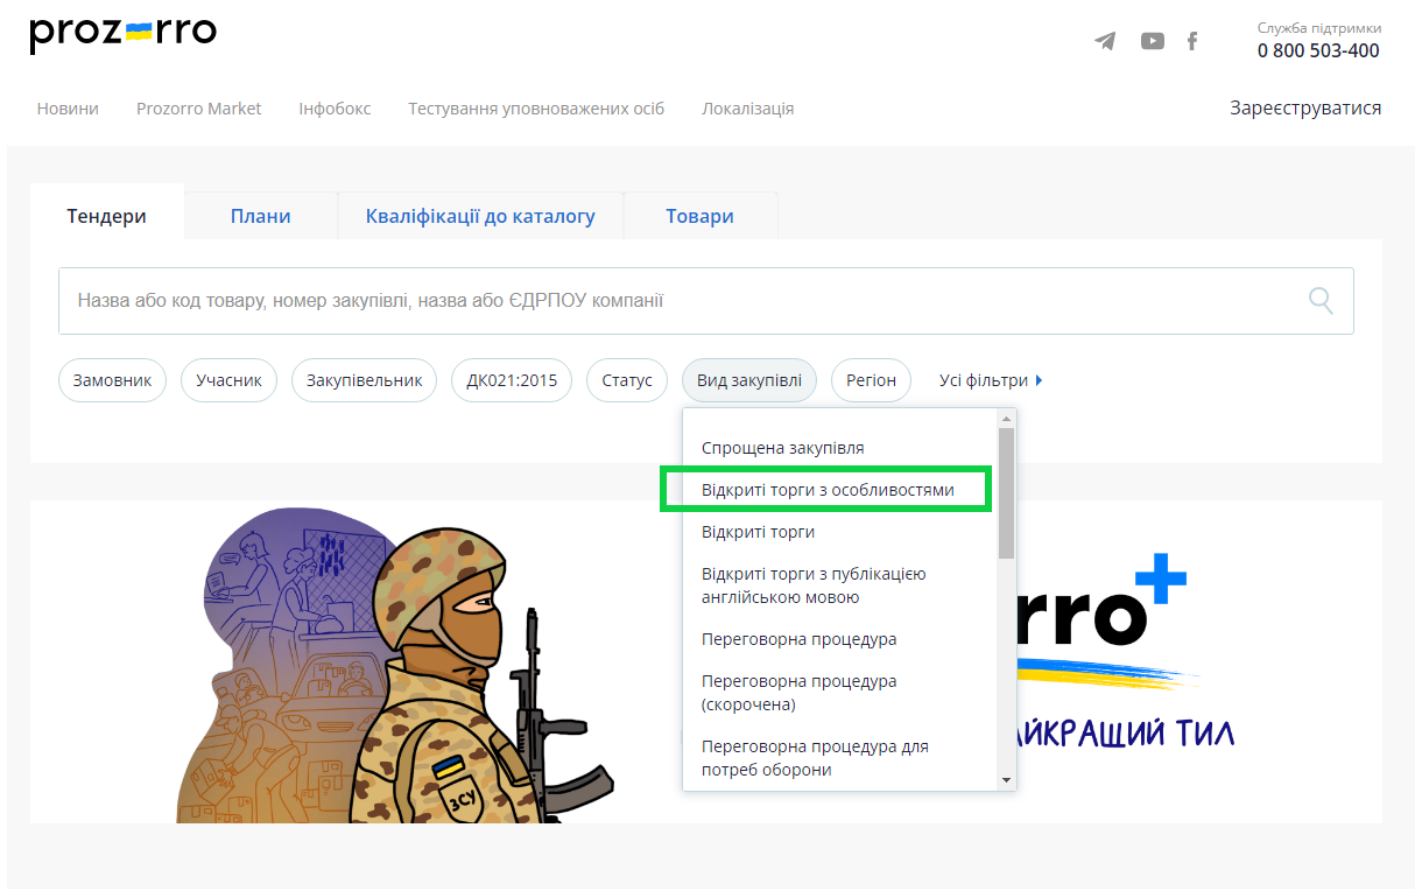 prozorro
Служба підтримки
0 800 503-400
Новини Prozorro Market Інфобокс Тестування уповноважених осіб Локалізація Зареєструватися
Тендери Плани Кваліфікації до каталогу Товари
Назва або код товару, номер закупівлі, назва або ЄДРПОУ компанії
Замовник Учасник Закупівельник ДК021:2015 Статус Вид закупівлі Регіон Усі фільтри
Спрощена закупівля
Відкриті торги з особливостями
Відкриті торги
Відкриті торги з публікацією
англійською мовою
Переговорна процедура
Переговорна процедура
(скорочена)
Переговорна процедура для
потреб оборони
rro+
АЙКРАЩИЙ ТИЛ
ЗСУ